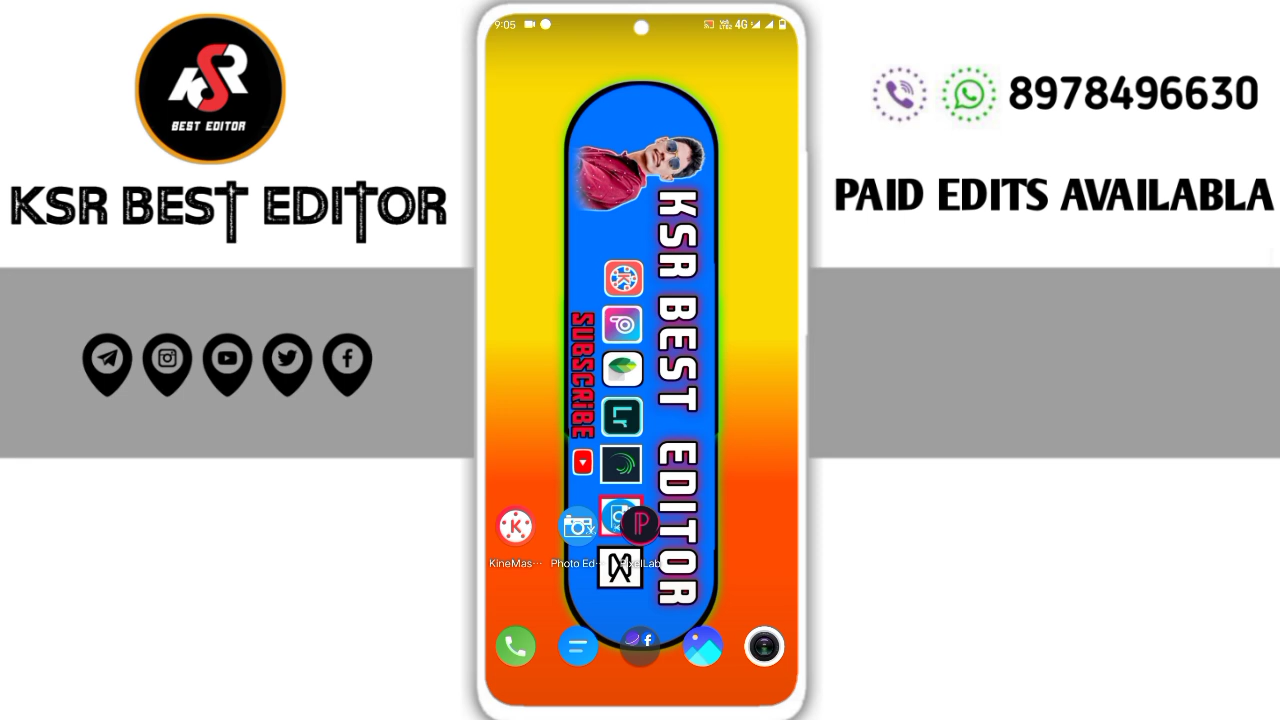 KSR
BEST EDITOR
KSR BEST EDITOR
8978496630
PAID EDITS AVAILABLA
9:05
4G
KSR BEST EDITOR
SUBSCRIBE
Lr
K
KineMas...
Photo Ed...
PixelLab